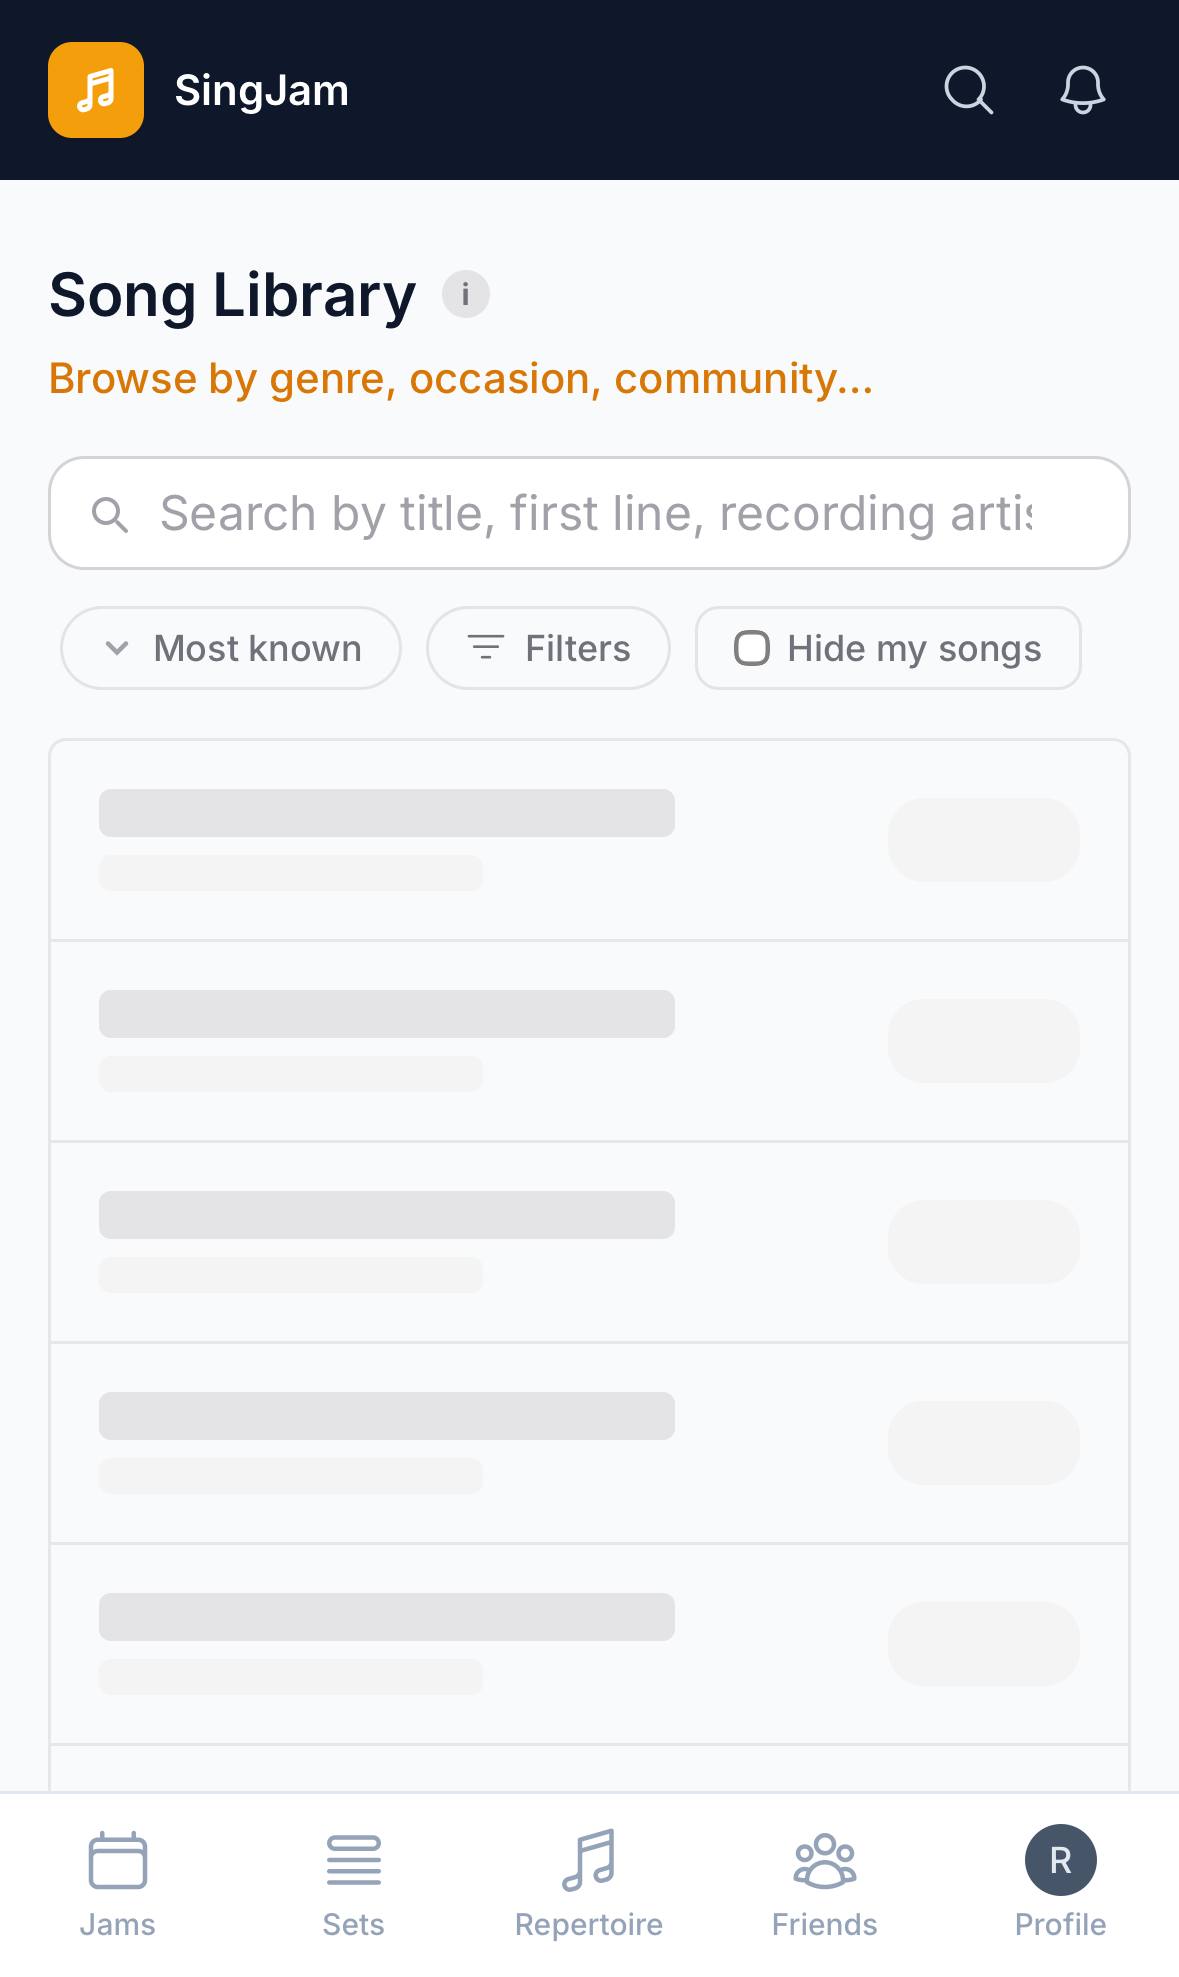 SingJam
Song Library i
Browse by genre, occasion, community...
Search by title, first line, recording artis
Most known Filters Hide my songs
Jams Sets Repertoire Friends R Profile